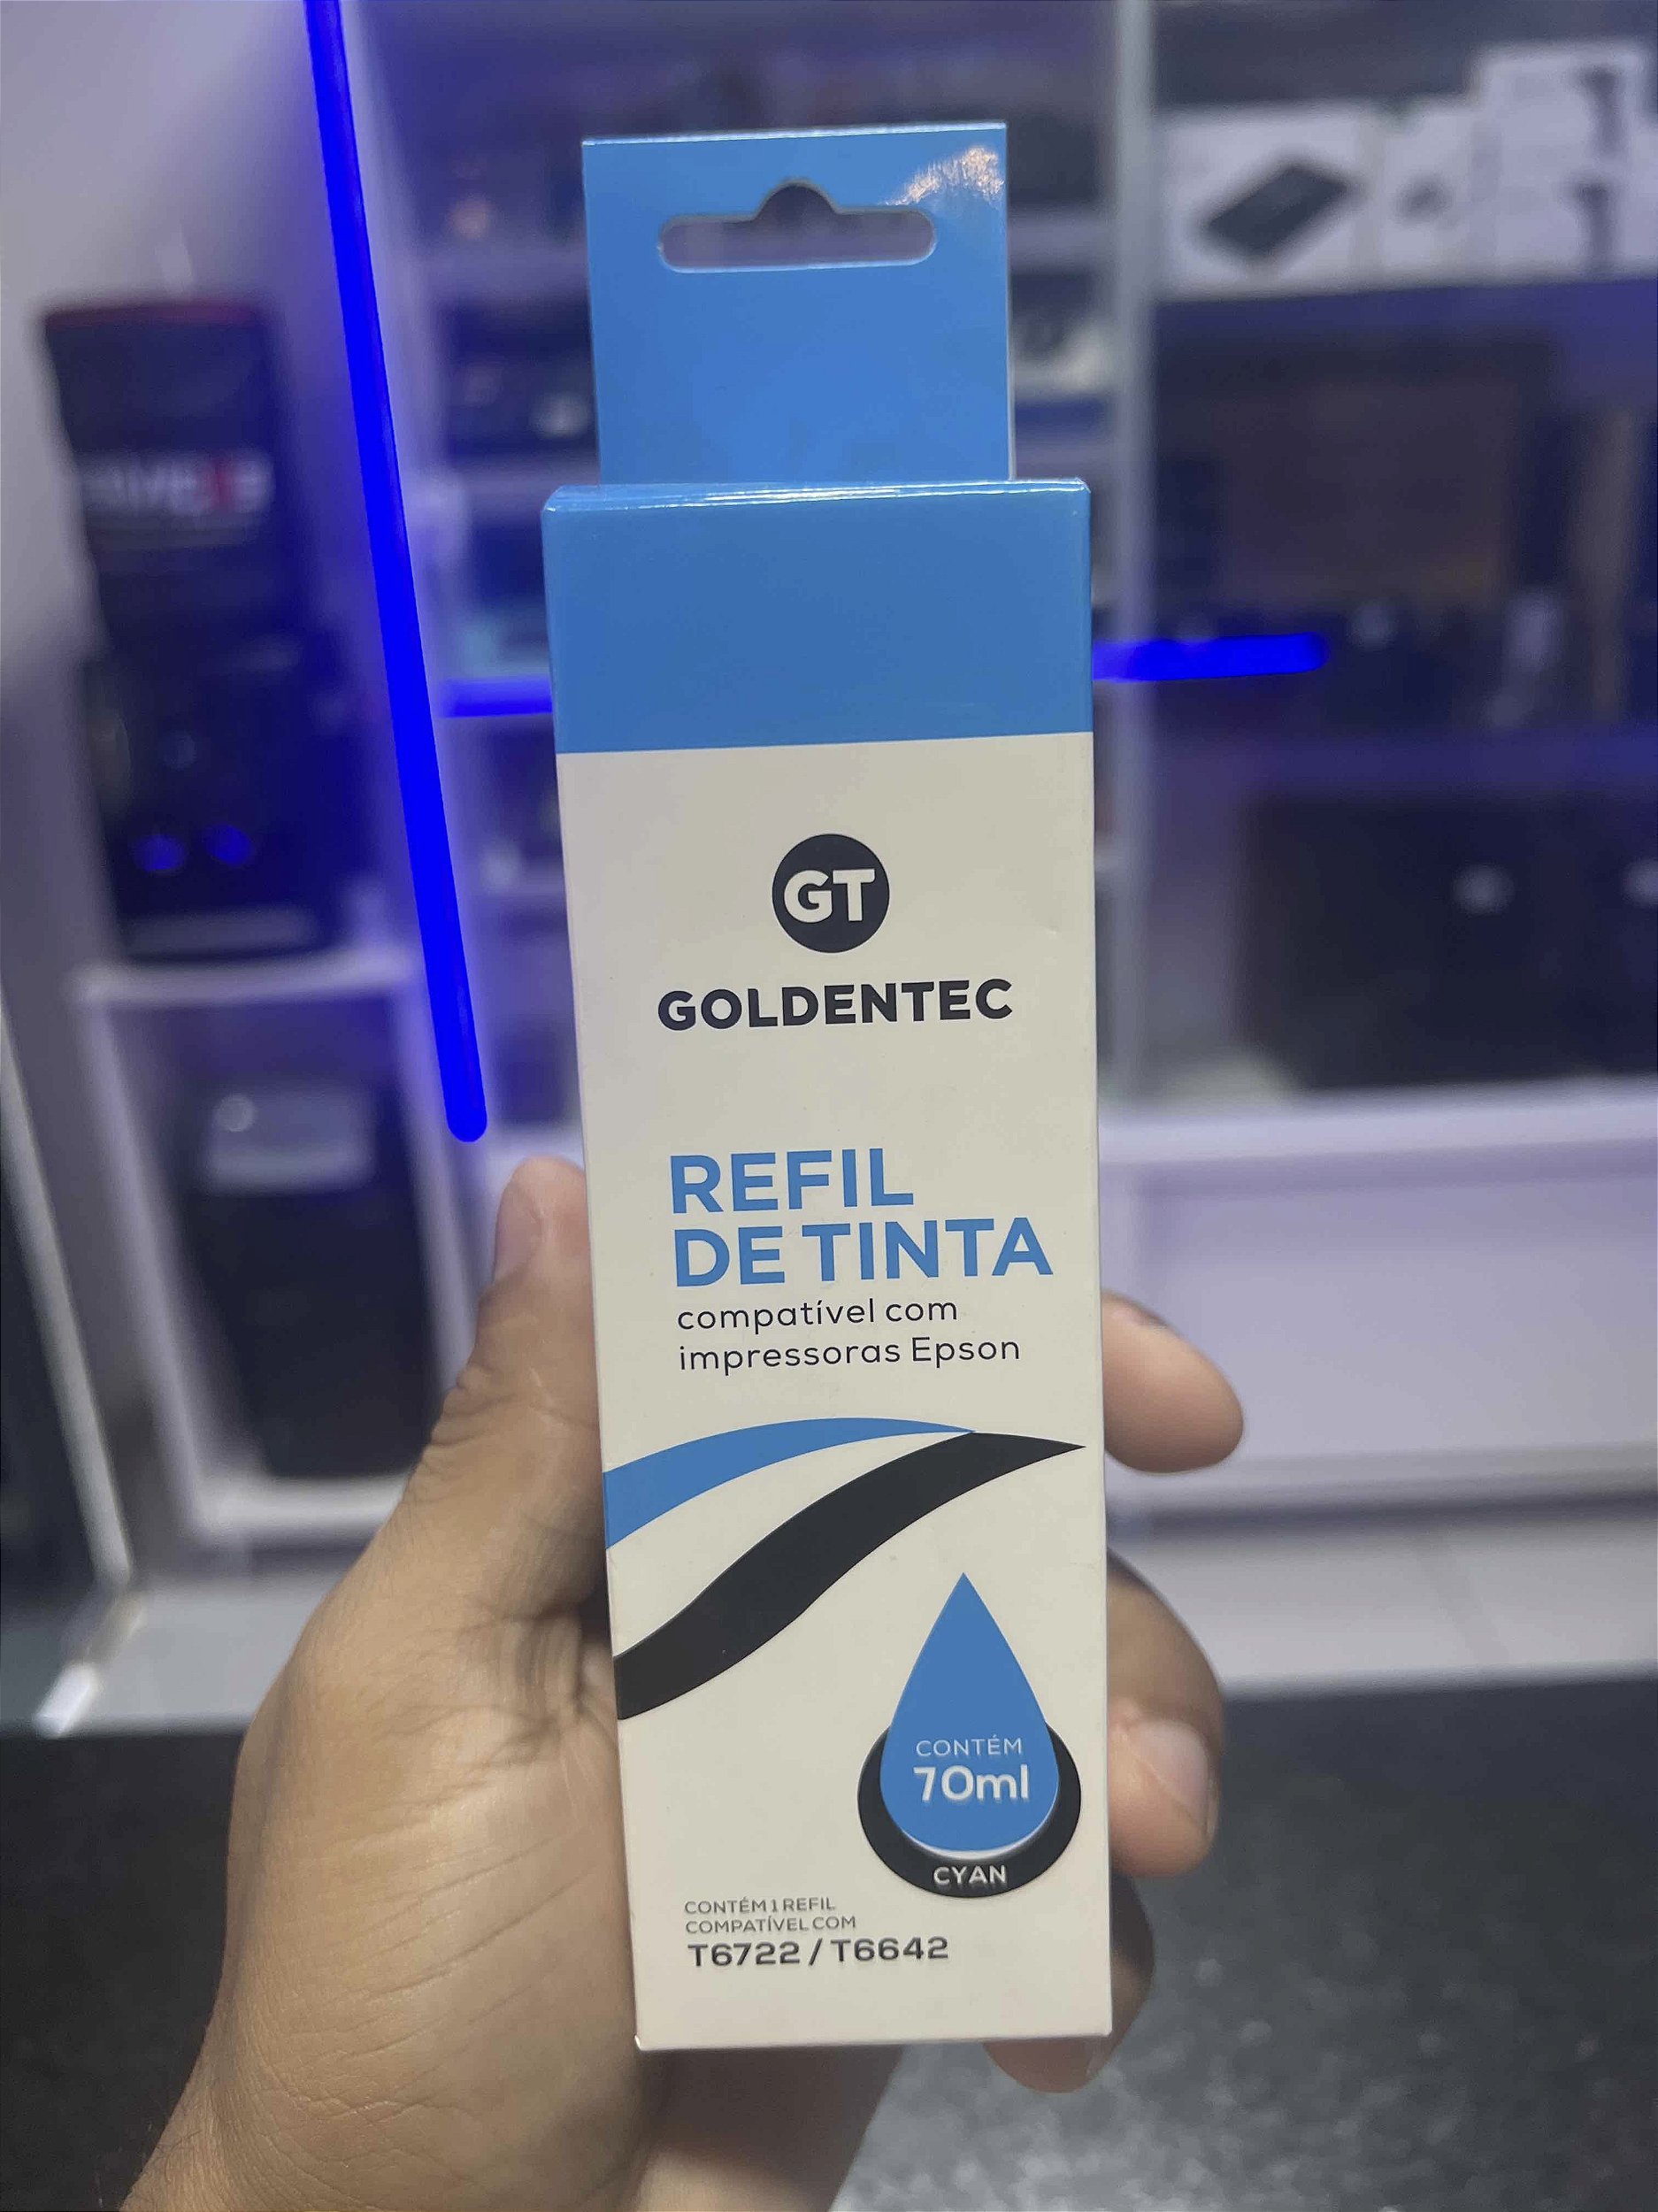 GT
GOLDENTEC
REFIL
DE TINTA
compatível com
impressoras Epson
CONTÉM
70ml
CYAN
CONTÉM 1 REFIL
COMPATÍVEL COM
T6722 / T6642